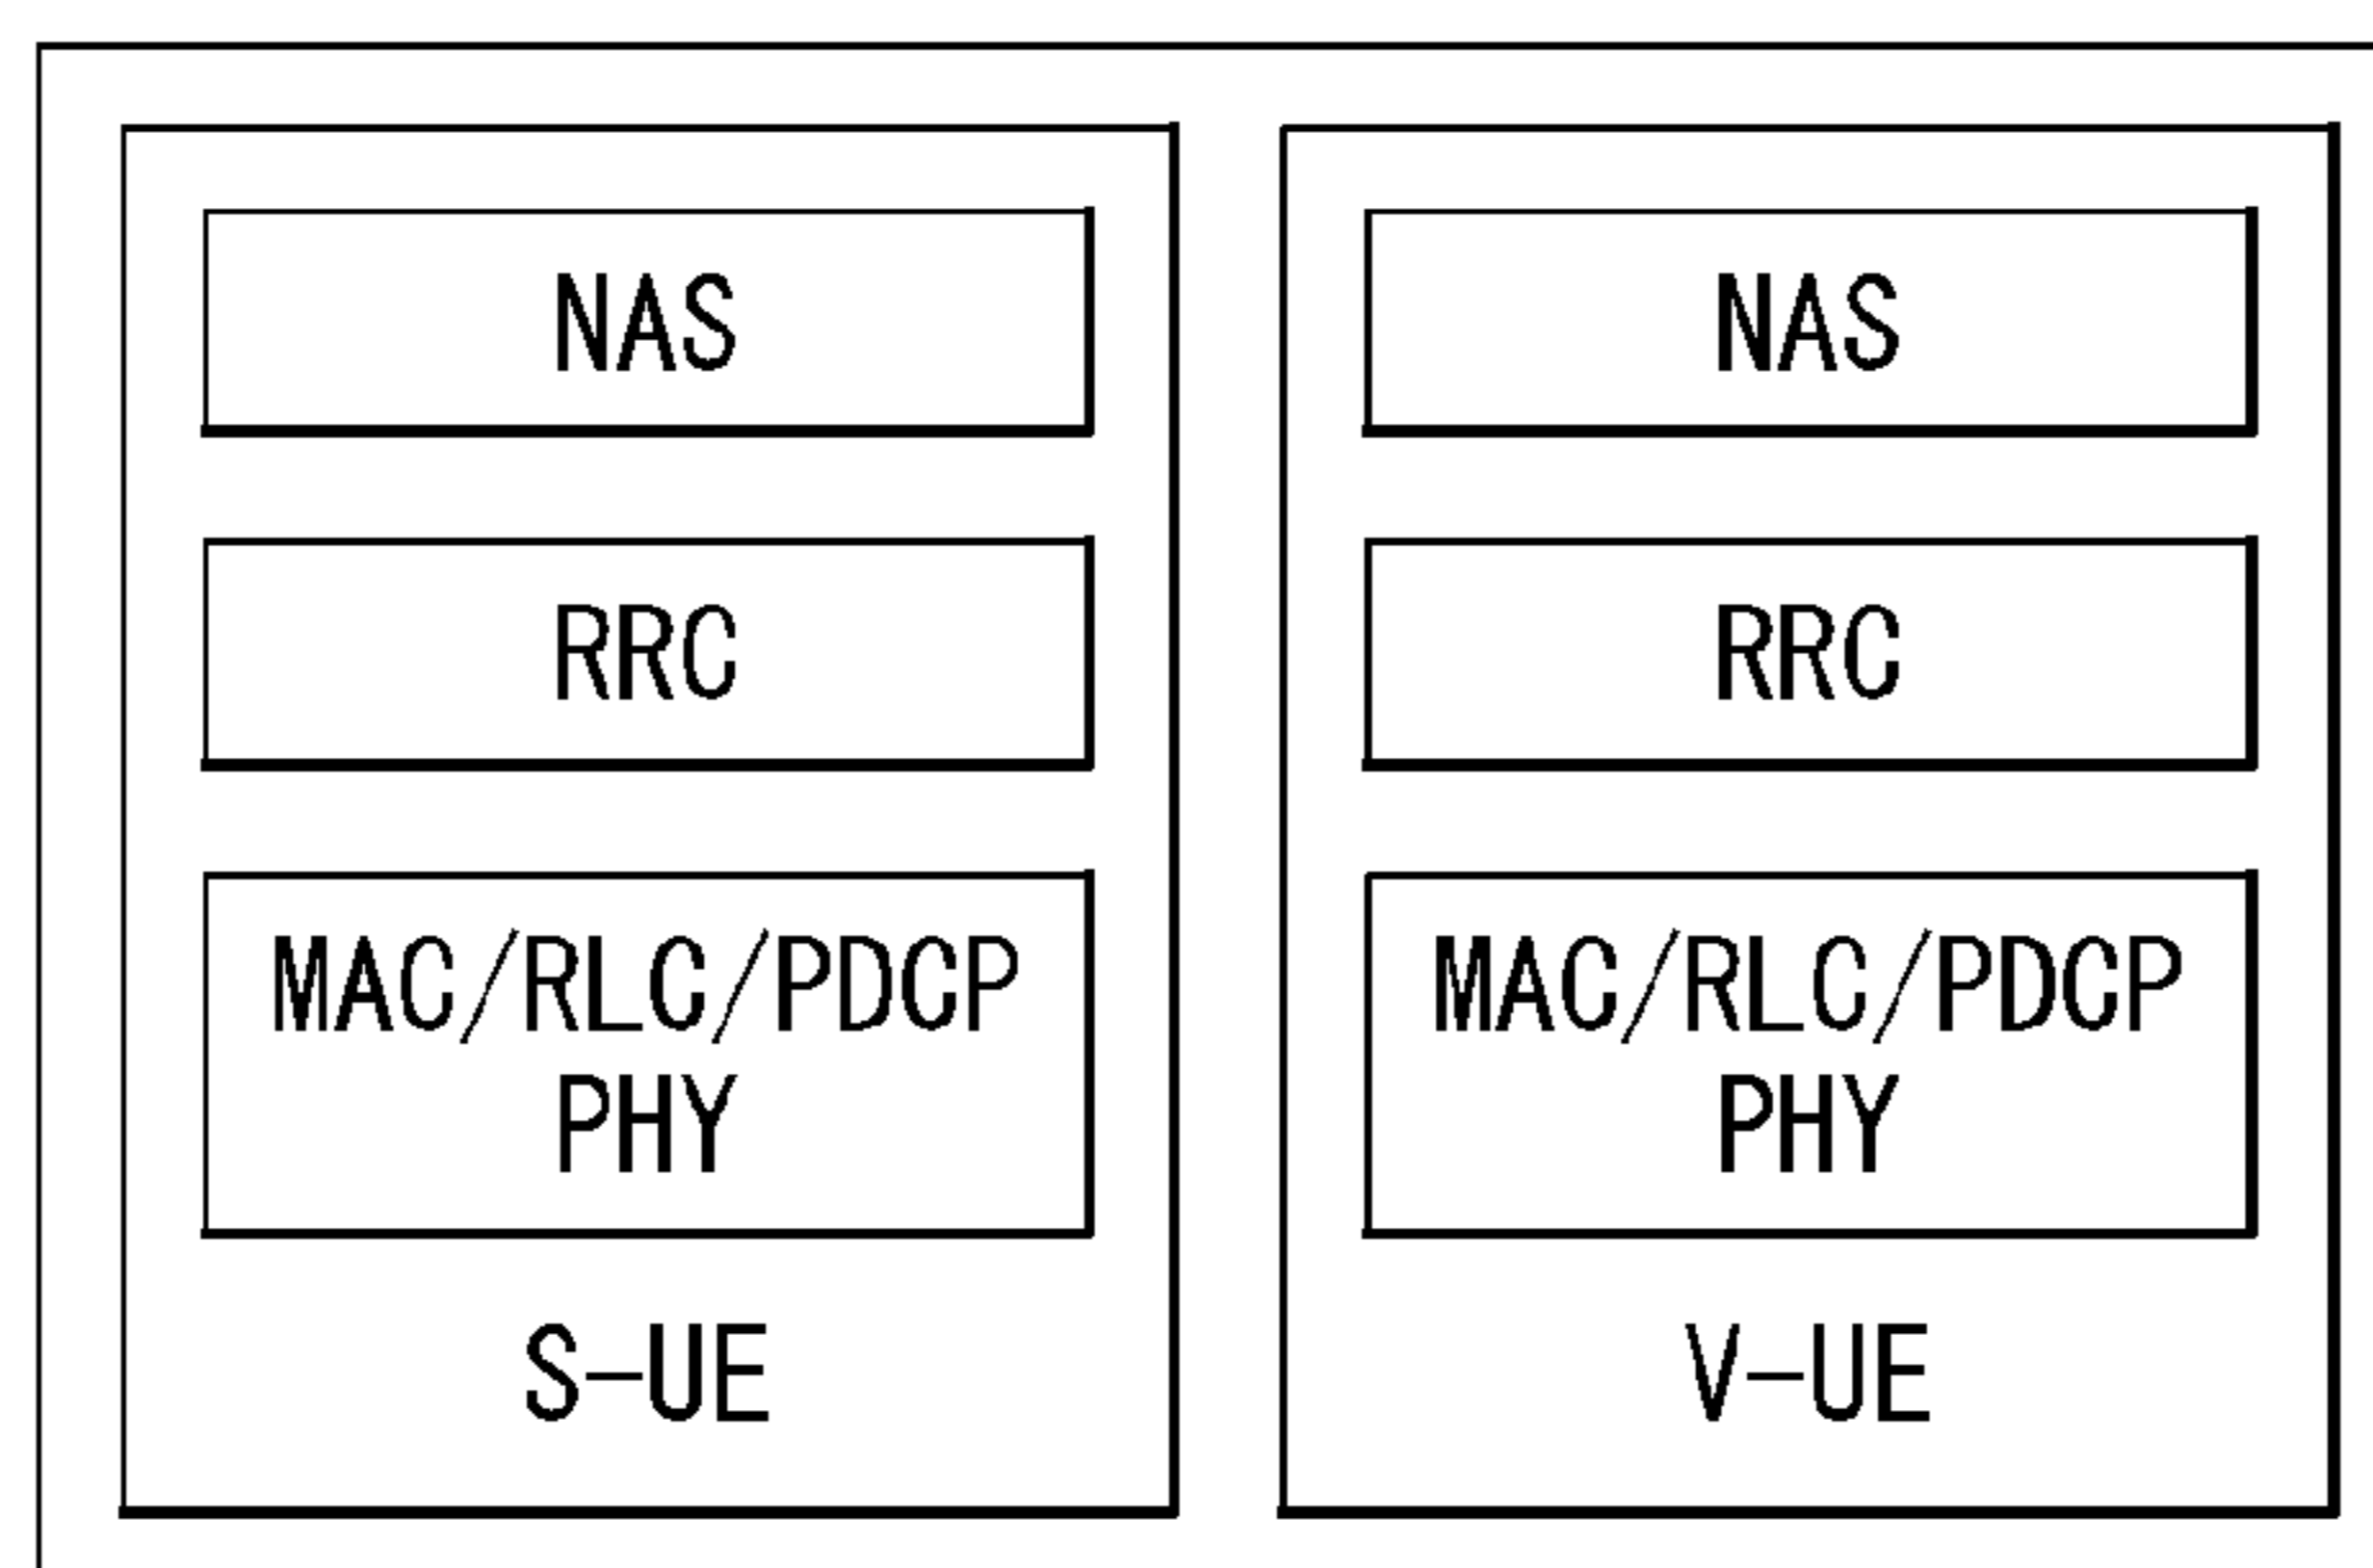 NAS
RRC
MAC/RLC/PDCP
PHY
S-UE
NAS
RRC
MAC/RLC/PDCP
PHY
V-UE